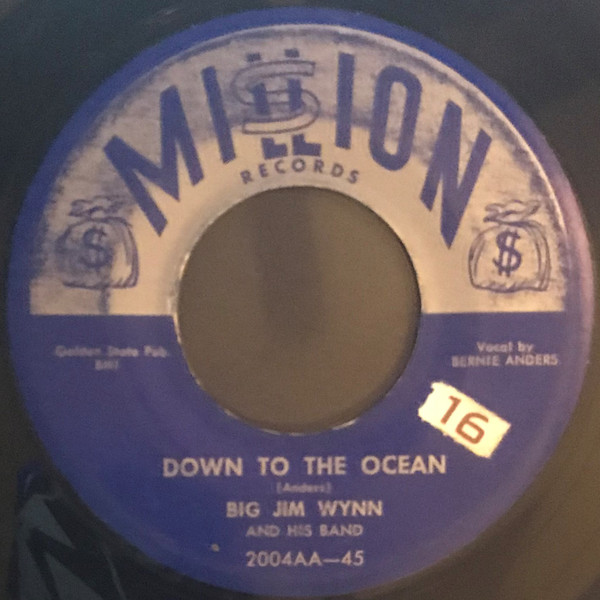 MILLION
RECORDS
$
$
Golden State Pub.
BMI
Vocal by
BERNIE ANDERS
16
DOWN TO THE OCEAN
(Anders)
BIG JIM WYNN
AND HIS BAND
2004AA—45